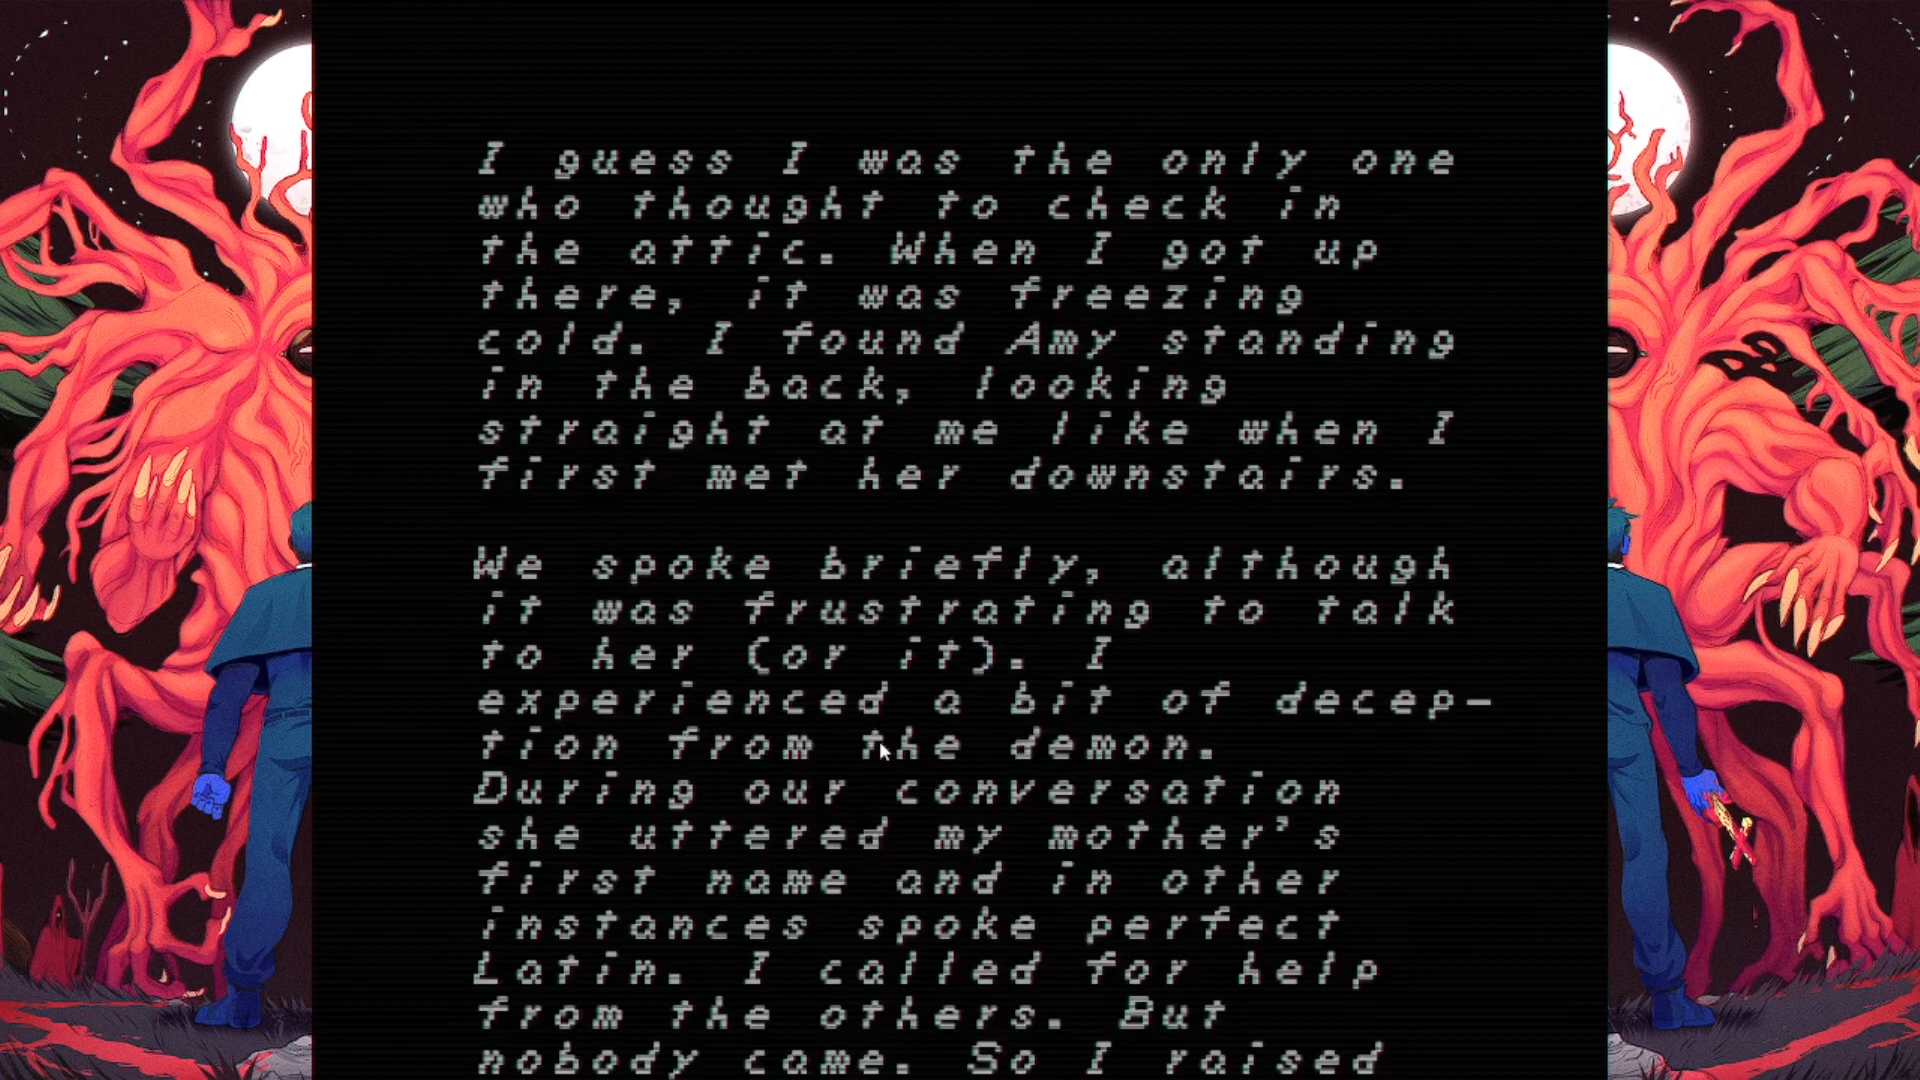 I guess I was the only one
who thought to check in
the attic. When I got up
there, it was freezing
cold. I found Amy standing
in the back, looking
straight at me like when I
first met her downstairs.
We spoke briefly, although
it was frustrating to talk
to her (or it). I
experienced a bit of decep-
tion from the demon.
During our conversation
she uttered my mother's
first name and in other
instances spoke perfect
Latin. I called for help
from the others. But
nobody came. So I raised